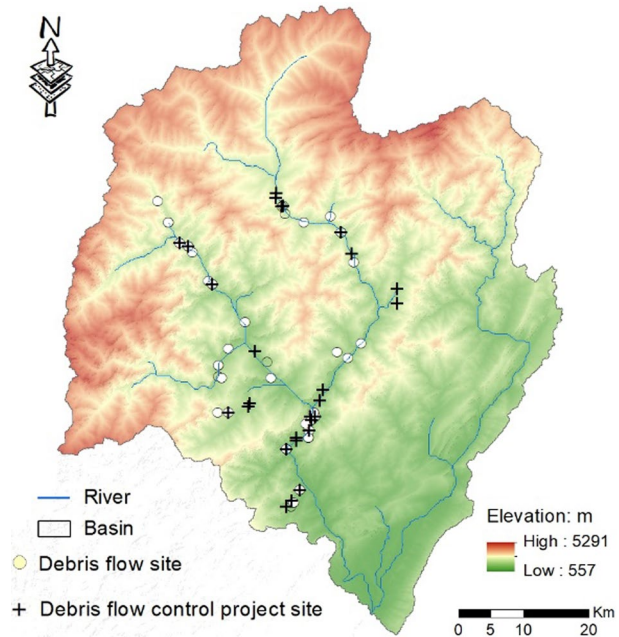 N
River
Basin
Debris flow site
Debris flow control project site
Elevation: m
High : 5291
Low : 557
Km
0 5 10 20